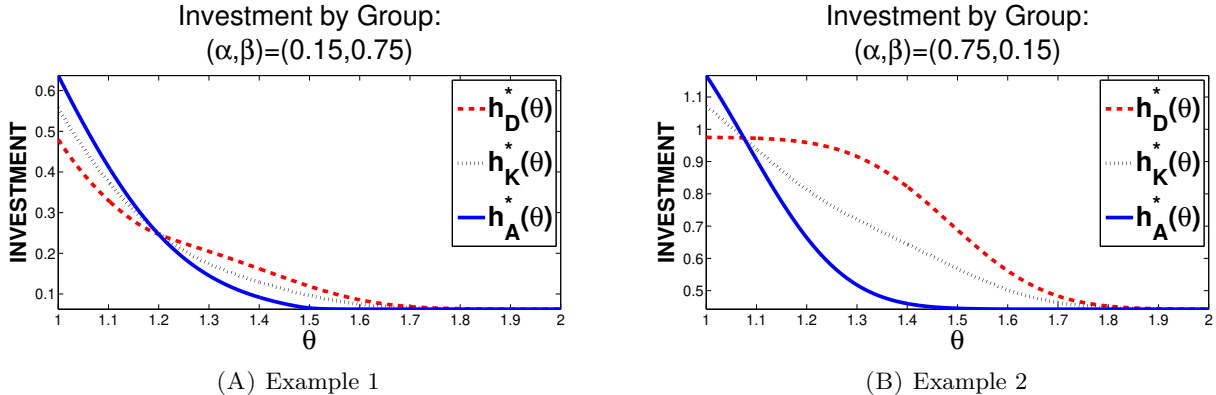 Investment by Group:
(α,β)=(0.15,0.75)
INVESTMENT
0.6
0.5
0.4
0.3
0.2
0.1
1 1.1 1.2 1.3 1.4 1.5 1.6 1.7 1.8 1.9 2
θ
h*D(θ)
h*K(θ)
h*A(θ)
(A) Example 1
Investment by Group:
(α,β)=(0.75,0.15)
INVESTMENT
1.1
1
0.9
0.8
0.7
0.6
0.5
1 1.1 1.2 1.3 1.4 1.5 1.6 1.7 1.8 1.9 2
θ
h*D(θ)
h*K(θ)
h*A(θ)
(B) Example 2